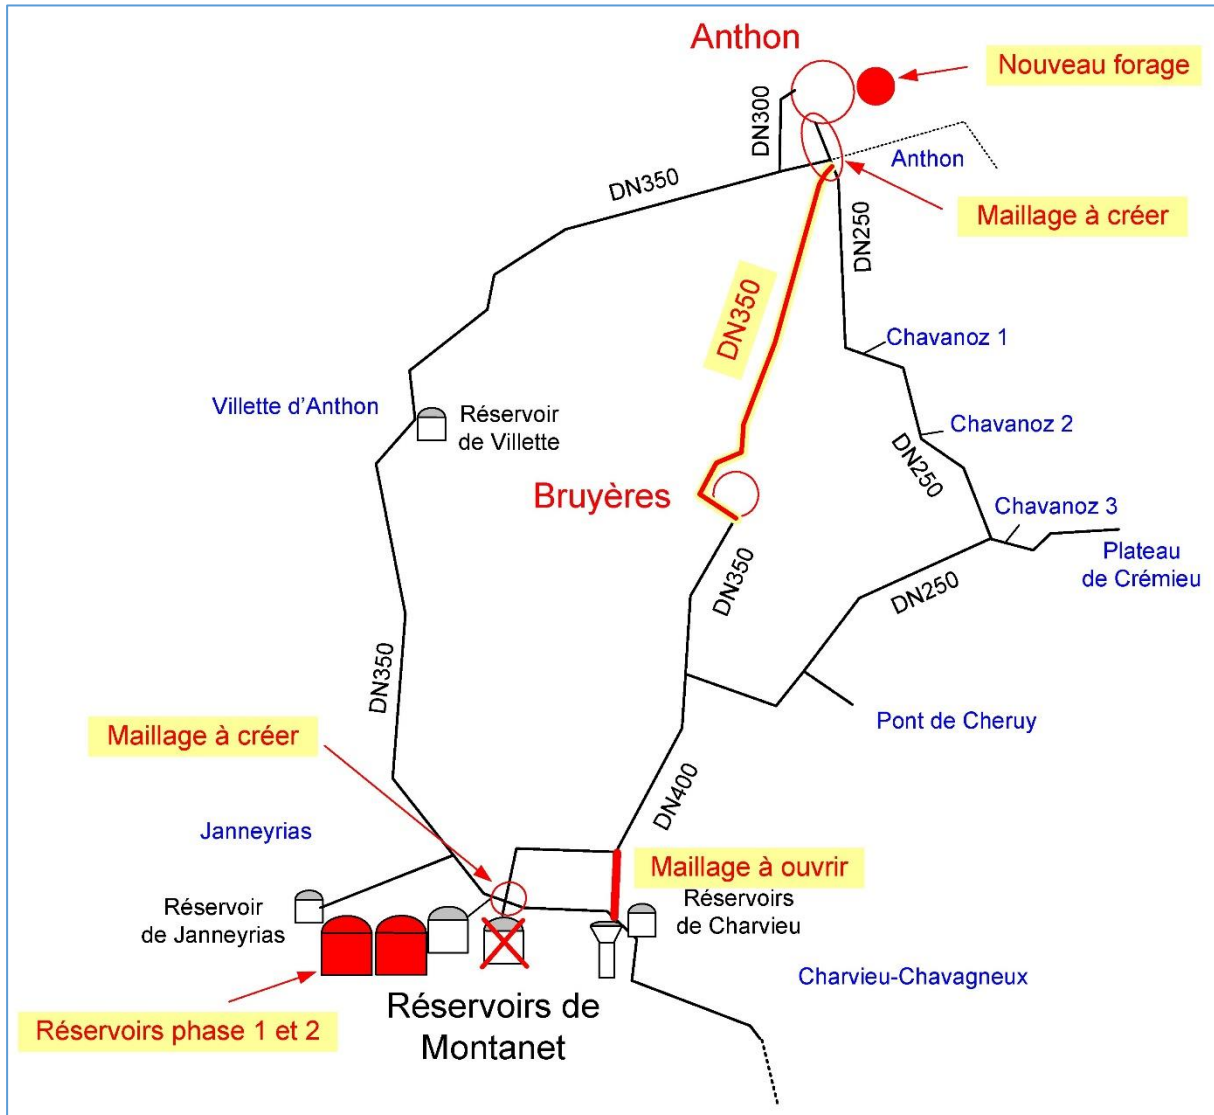 Anthon
Nouveau forage
DN300
Anthon
DN350
Maillage à créer
DN250
DN350
Chavanoz 1
Villette d'Anthon
Réservoir
de Villette
Chavanoz 2
DN250
Bruyères
Chavanoz 3
Plateau
de Crémieu
DN350
DN250
DN350
Pont de Cheruy
Maillage à créer
DN400
Janneyrias
Maillage à ouvrir
Réservoir
de Janneyrias
Réservoirs
de Charvieu
Charvieu-Chavagneux
Réservoirs phase 1 et 2
Réservoirs de
Montanet